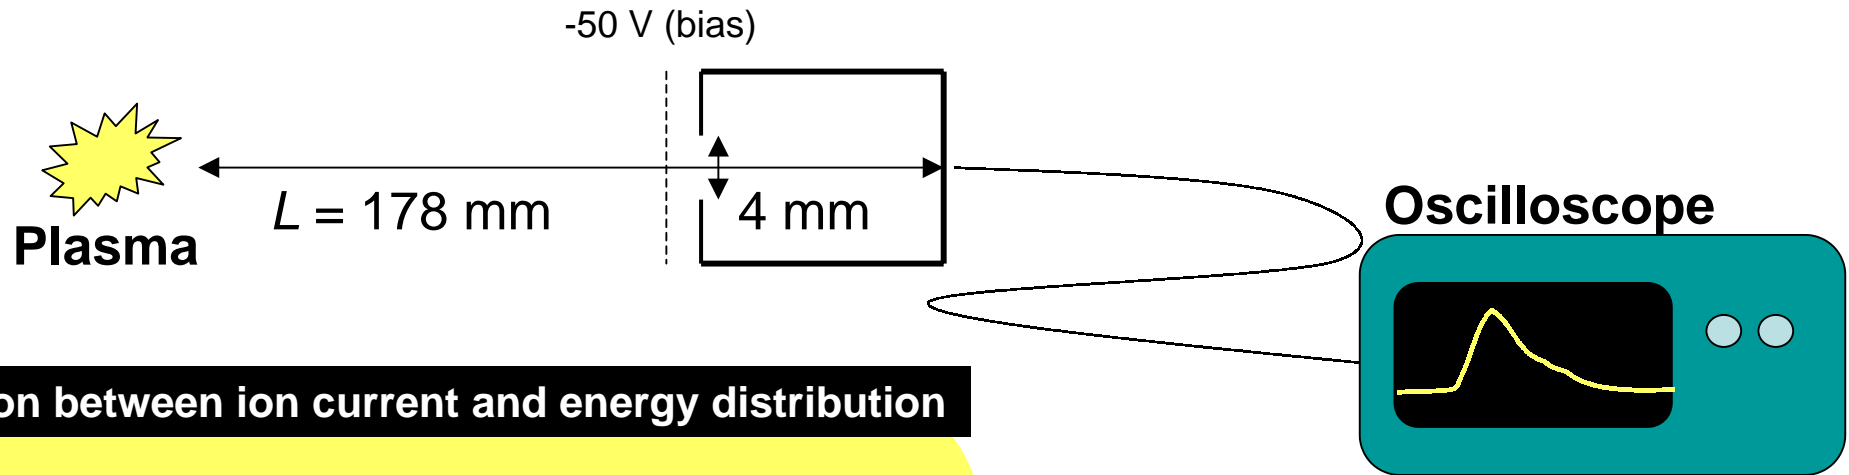 -50 V (bias)
L = 178 mm
4 mm
Plasma
Oscilloscope
on between ion current and energy distribution